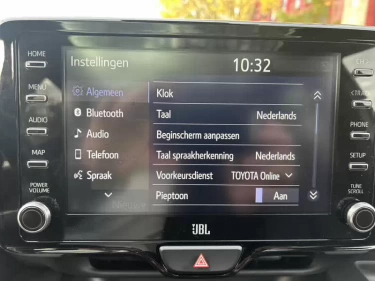 Instellingen 10:32
HOME
MENU
AUDIO
MAP
POWER
VOLUME
Algemeen
Bluetooth
Audio
Telefoon
Spraak
Klok
Taal Nederlands
Beginscherm aanpassen
Taal spraakherkenning Nederlands
Voorkeursdienst TOYOTA Online
Pieptoon Aan
PHONE
SETUP
TUNE
SCROLL
JBL